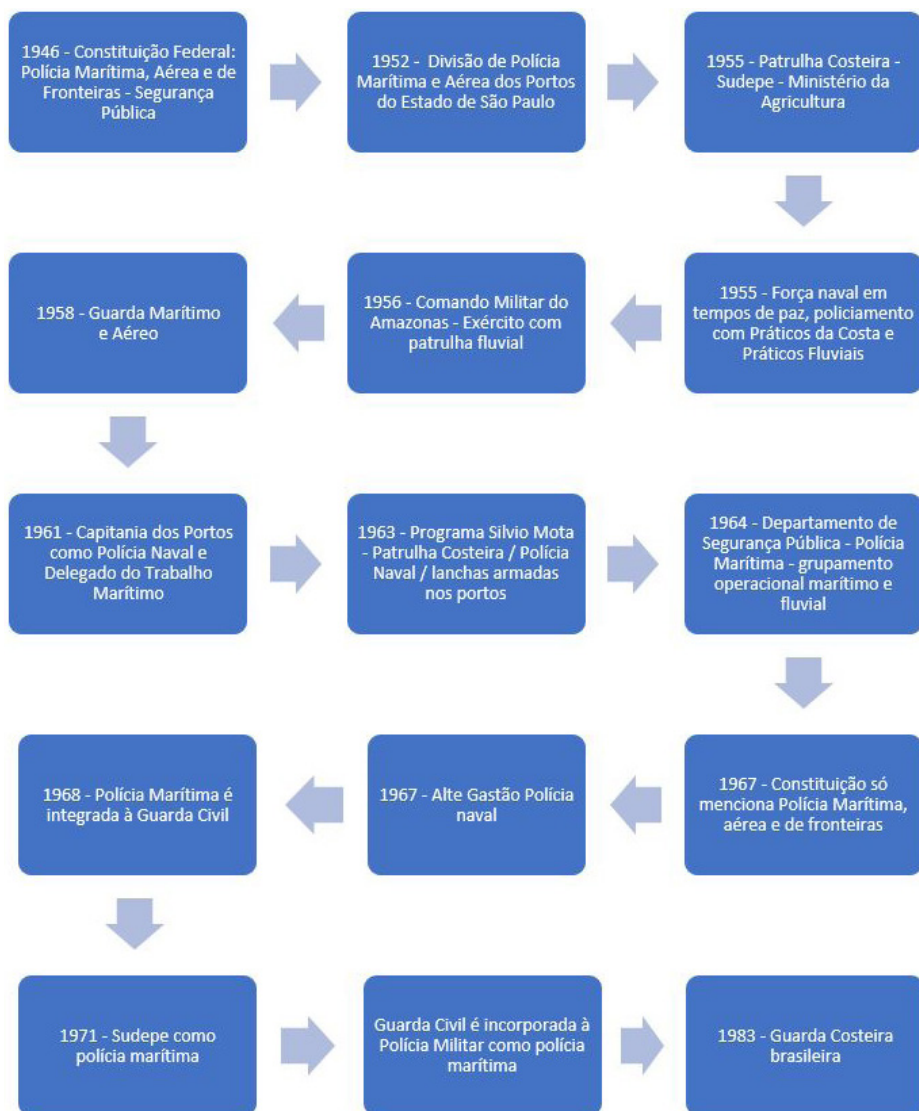 1946 - Constituição Federal:
Polícia Marítima, Aérea e de
Fronteiras - Segurança
Pública
1952 - Divisão de Polícia
Marítima e Aérea dos Portos
do Estado de São Paulo
1955 - Patrulha Costeira -
Sudepe - Ministério da
Agricultura
1955 - Força naval em
tempos de paz, policiamento
com Práticos da Costa e
Práticos Fluviais
1956 - Comando Militar do
Amazonas - Exército com
patrulha fluvial
1958 - Guarda Marítimo
e Aéreo
1961 - Capitania dos Portos
como Polícia Naval e
Delegado do Trabalho
Marítimo
1963 - Programa Silvio Mota
- Patrulha Costeira / Polícia
Naval / lanchas armadas
nos portos
1964 - Departamento de
Segurança Pública - Polícia
Marítima - grupamento
operacional marítimo e
fluvial
1967 - Constituição só
menciona Polícia Marítima,
aérea e de fronteiras
1967 - Alte Gastão Polícia
naval
1968 - Polícia Marítima é
integrada à Guarda Civil
1971 - Sudepe como
polícia marítima
Guarda Civil é incorporada à
Polícia Militar como polícia
marítima
1983 - Guarda Costeira
brasileira